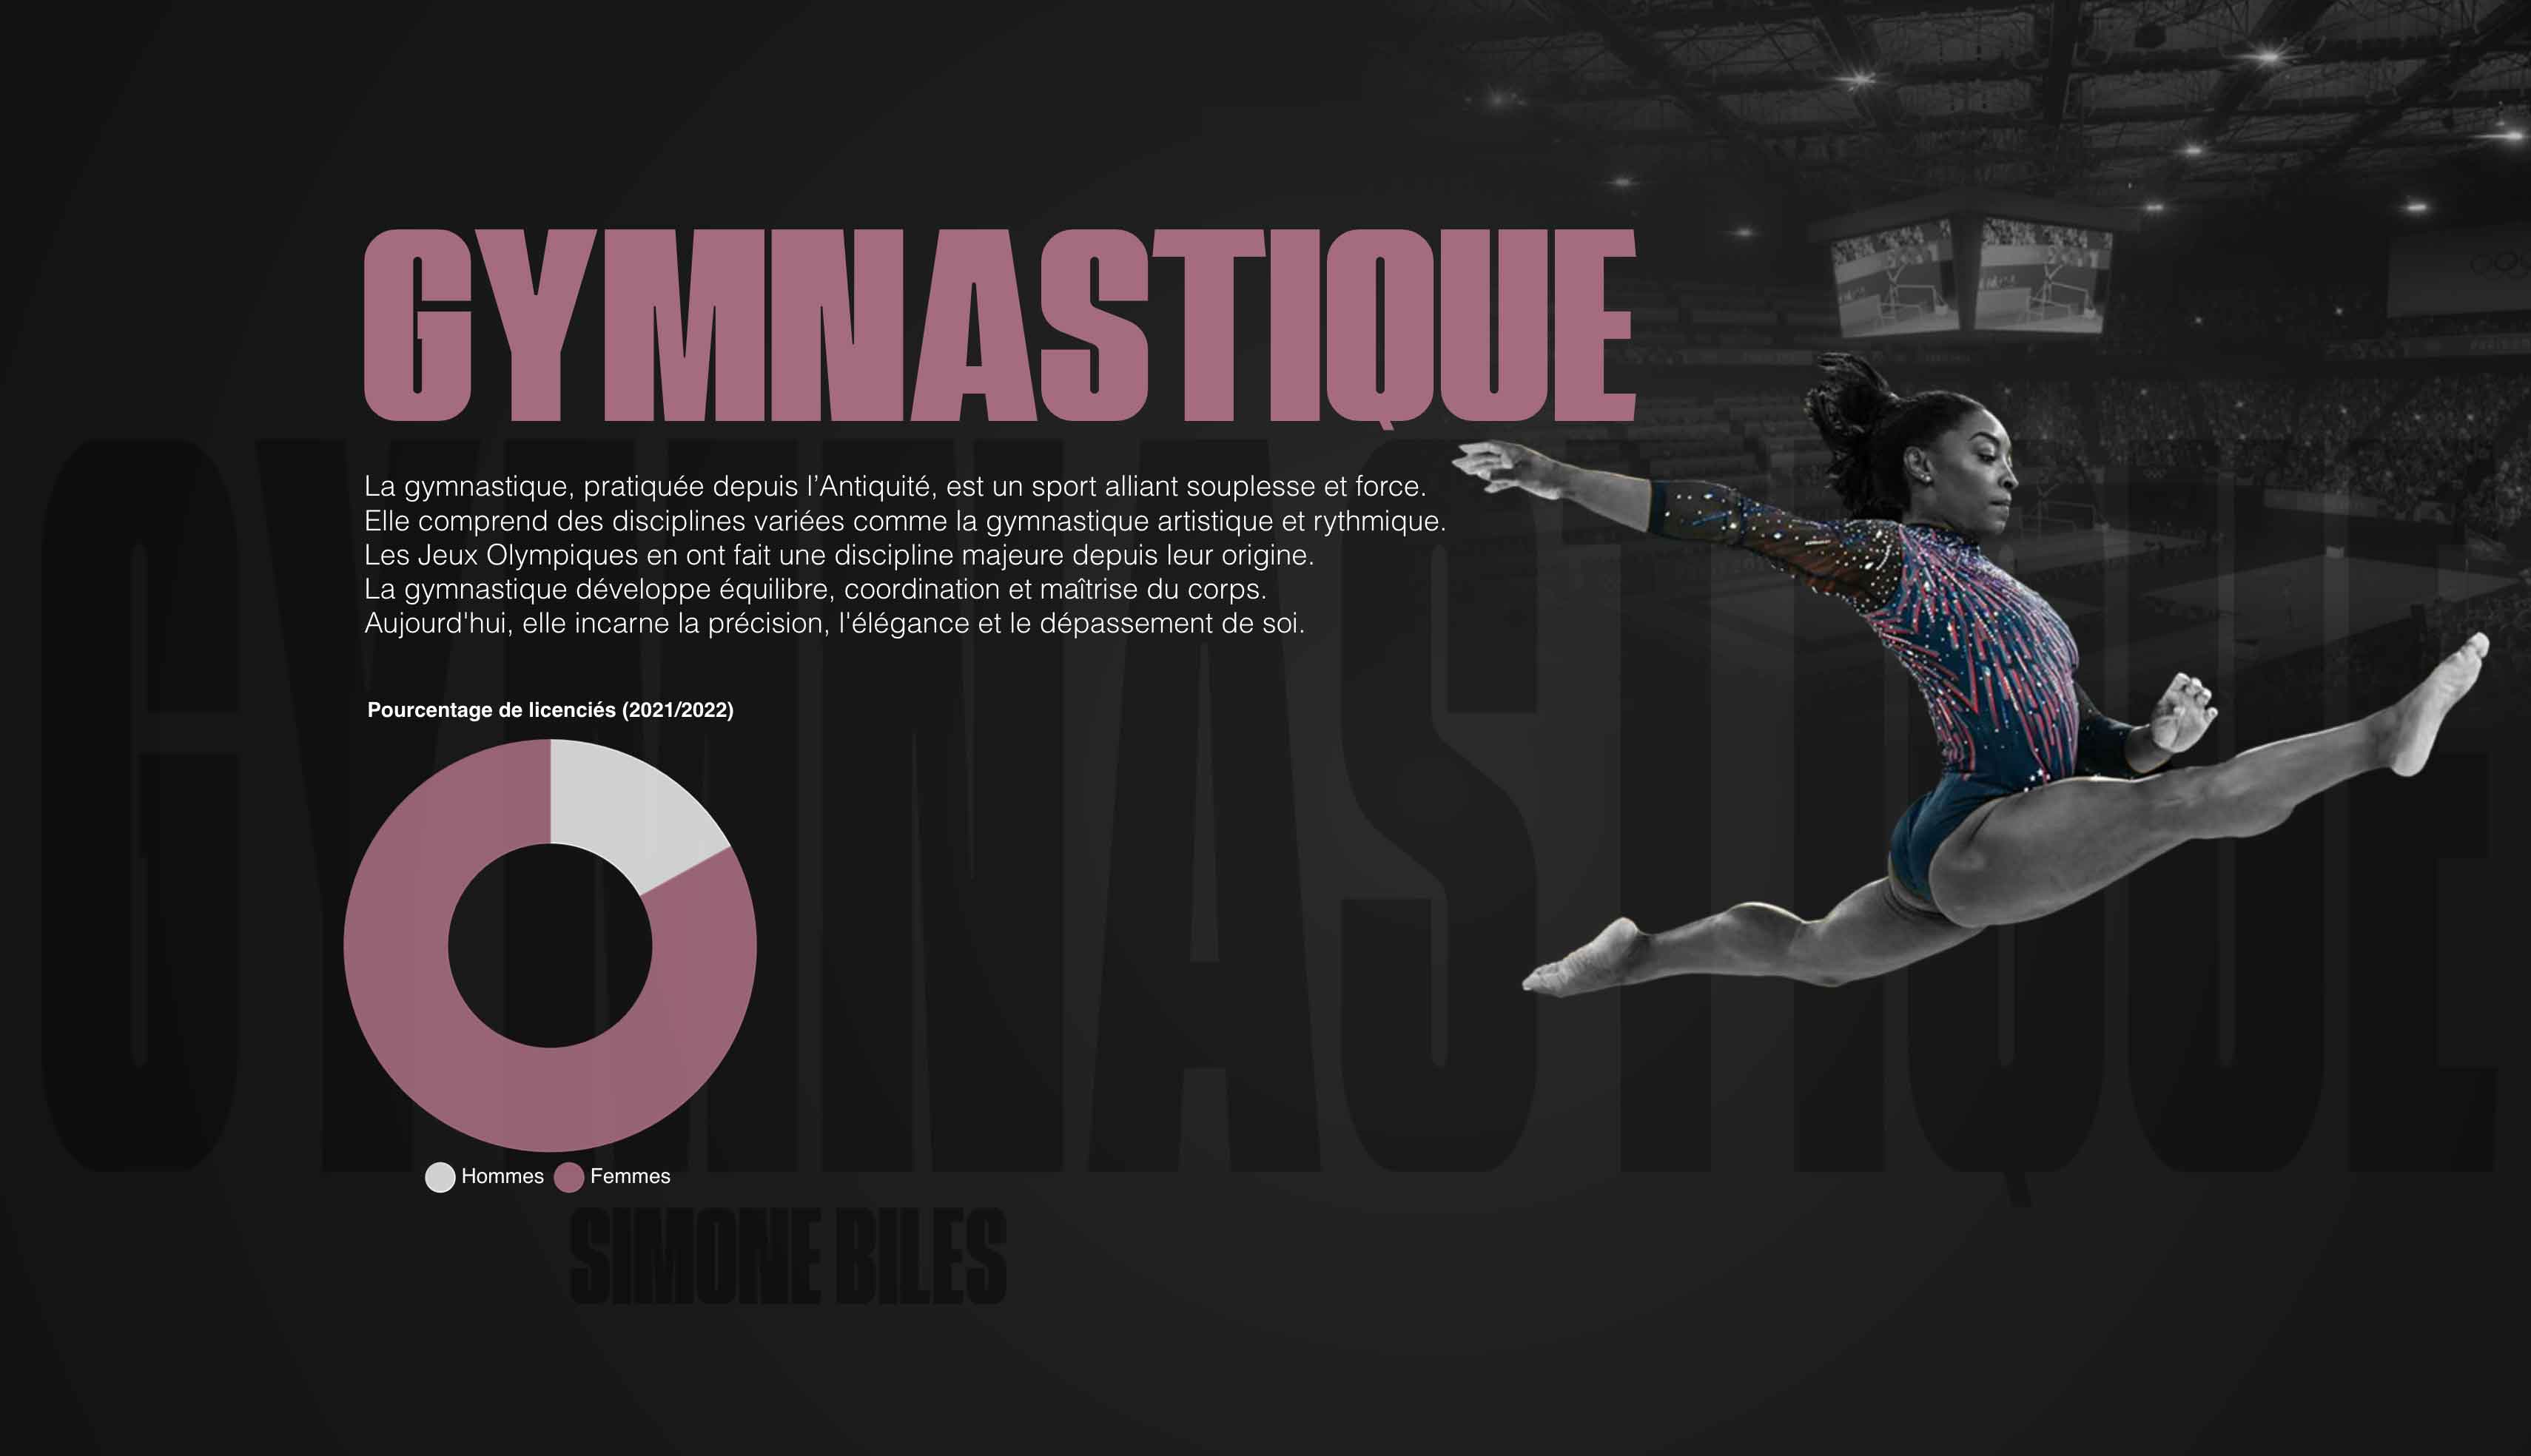 GYMNASTIQUE
La gymnastique, pratiquée depuis l’Antiquité, est un sport alliant souplesse et force.
Elle comprend des disciplines variées comme la gymnastique artistique et rythmique.
Les Jeux Olympiques en ont fait une discipline majeure depuis leur origine.
La gymnastique développe équilibre, coordination et maîtrise du corps.
Aujourd'hui, elle incarne la précision, l'élégance et le dépassement de soi.
GYMNASTIQUE
Pourcentage de licenciés (2021/2022)
Hommes Femmes
SIMONE BILES